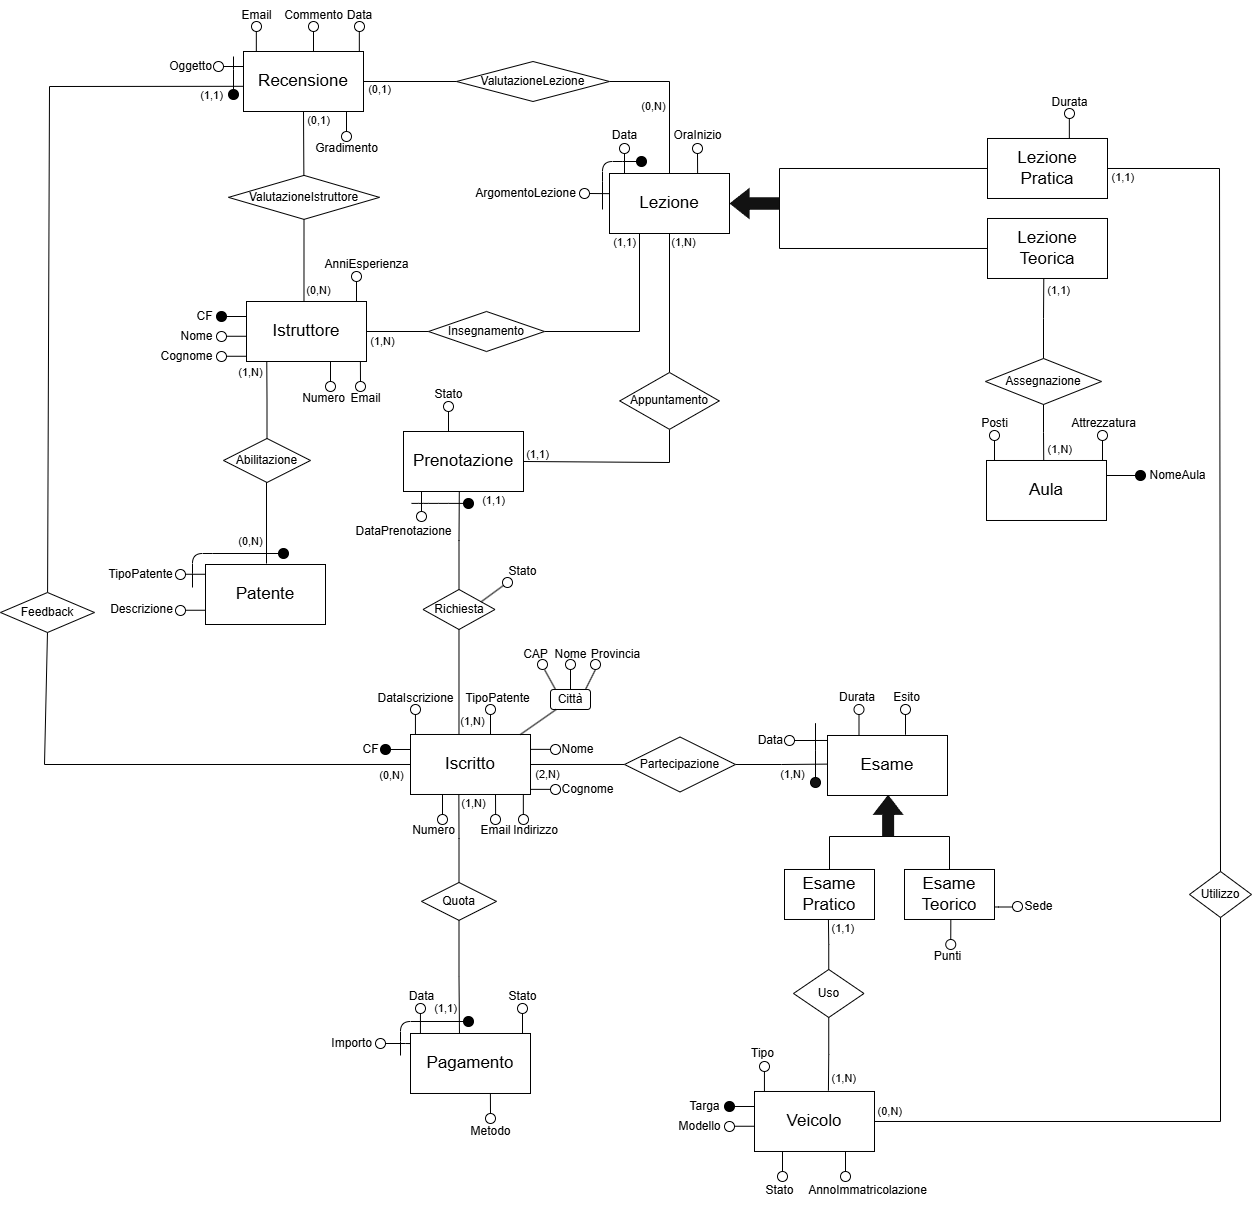 Email
Commento
Data
Oggetto
Recensione
(1,1)
(0,1)
(0,1)
Gradimento
ValutazioneLezione
(0,N)
Data
OraInizio
ArgomentoLezione
Lezione
(1,1)
(1,N)
Durata
Lezione
Pratica
(1,1)
Lezione
Teorica
(1,1)
ValutazioneIstruttore
(0,N)
AnniEsperienza
CF
Nome
Cognome
Istruttore
(1,N)
(1,N)
Numero
Email
Insegnamento
Appuntamento
Assegnazione
Posti
Attrezzatura
(1,N)
Aula
NomeAula
Stato
Prenotazione
(1,1)
(1,1)
DataPrenotazione
Abilitazione
(0,N)
TipoPatente
Descrizione
Patente
Feedback
Richiesta
Stato
CAP
Nome
Provincia
Città
DataIscrizione
TipoPatente
(1,N)
CF
(0,N)
Iscritto
Nome
(2,N)
Cognome
(1,N)
Numero
Email
Indirizzo
Partecipazione
Durata
Esito
Data
(1,N)
Esame
Esame
Pratico
(1,1)
Esame
Teorico
Sede
Punti
Utilizzo
Quota
Uso
Data
(1,1)
Stato
Importo
Pagamento
Metodo
Tipo
(1,N)
Targa
Modello
Veicolo
(0,N)
Stato
AnnoImmatricolazione